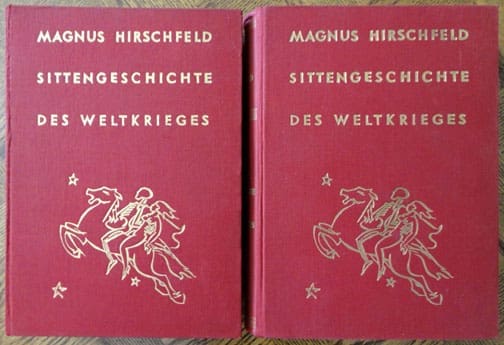 MAGNUS HIRSCHFELD
SITTENGESCHICHTE
DES WELTKRIEGES
MAGNUS HIRSCHFELD
SITTENGESCHICHTE
DES WELTKRIEGES